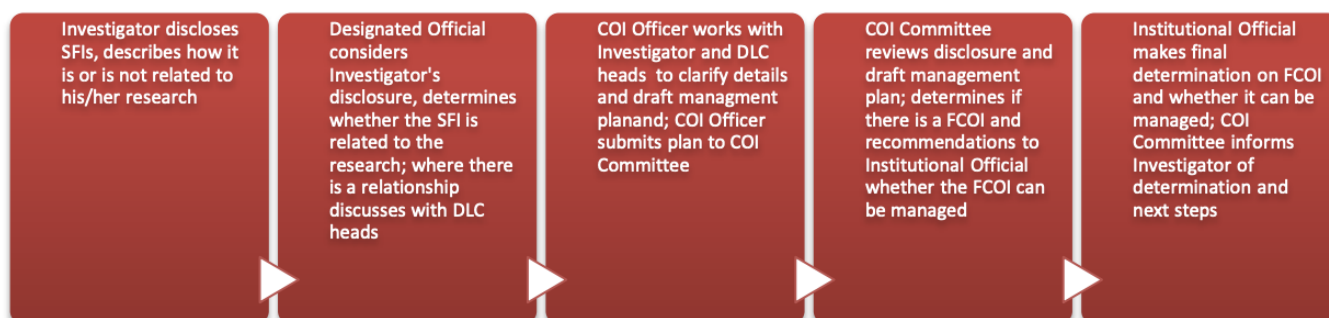 Investigator discloses
SFIs, describes how it
is or is not related to
his/her research
Designated Official
considers
Investigator's
disclosure, determines
whether the SFI is
related to the
research; where there
is a relationship
discusses with DLC
heads
COI Officer works with
Investigator and DLC
heads to clarify details
and draft managment
planand; COI Officer
submits plan to COI
Committee
COI Committee
reviews disclosure and
draft management
plan; determines if
there is a FCOI and
recommendations to
Institutional Official
whether the FCOI can
be managed
Institutional Official
makes final
determination on FCOI
and whether it can be
managed; COI
Committee informs
Investigator of
determination and
next steps